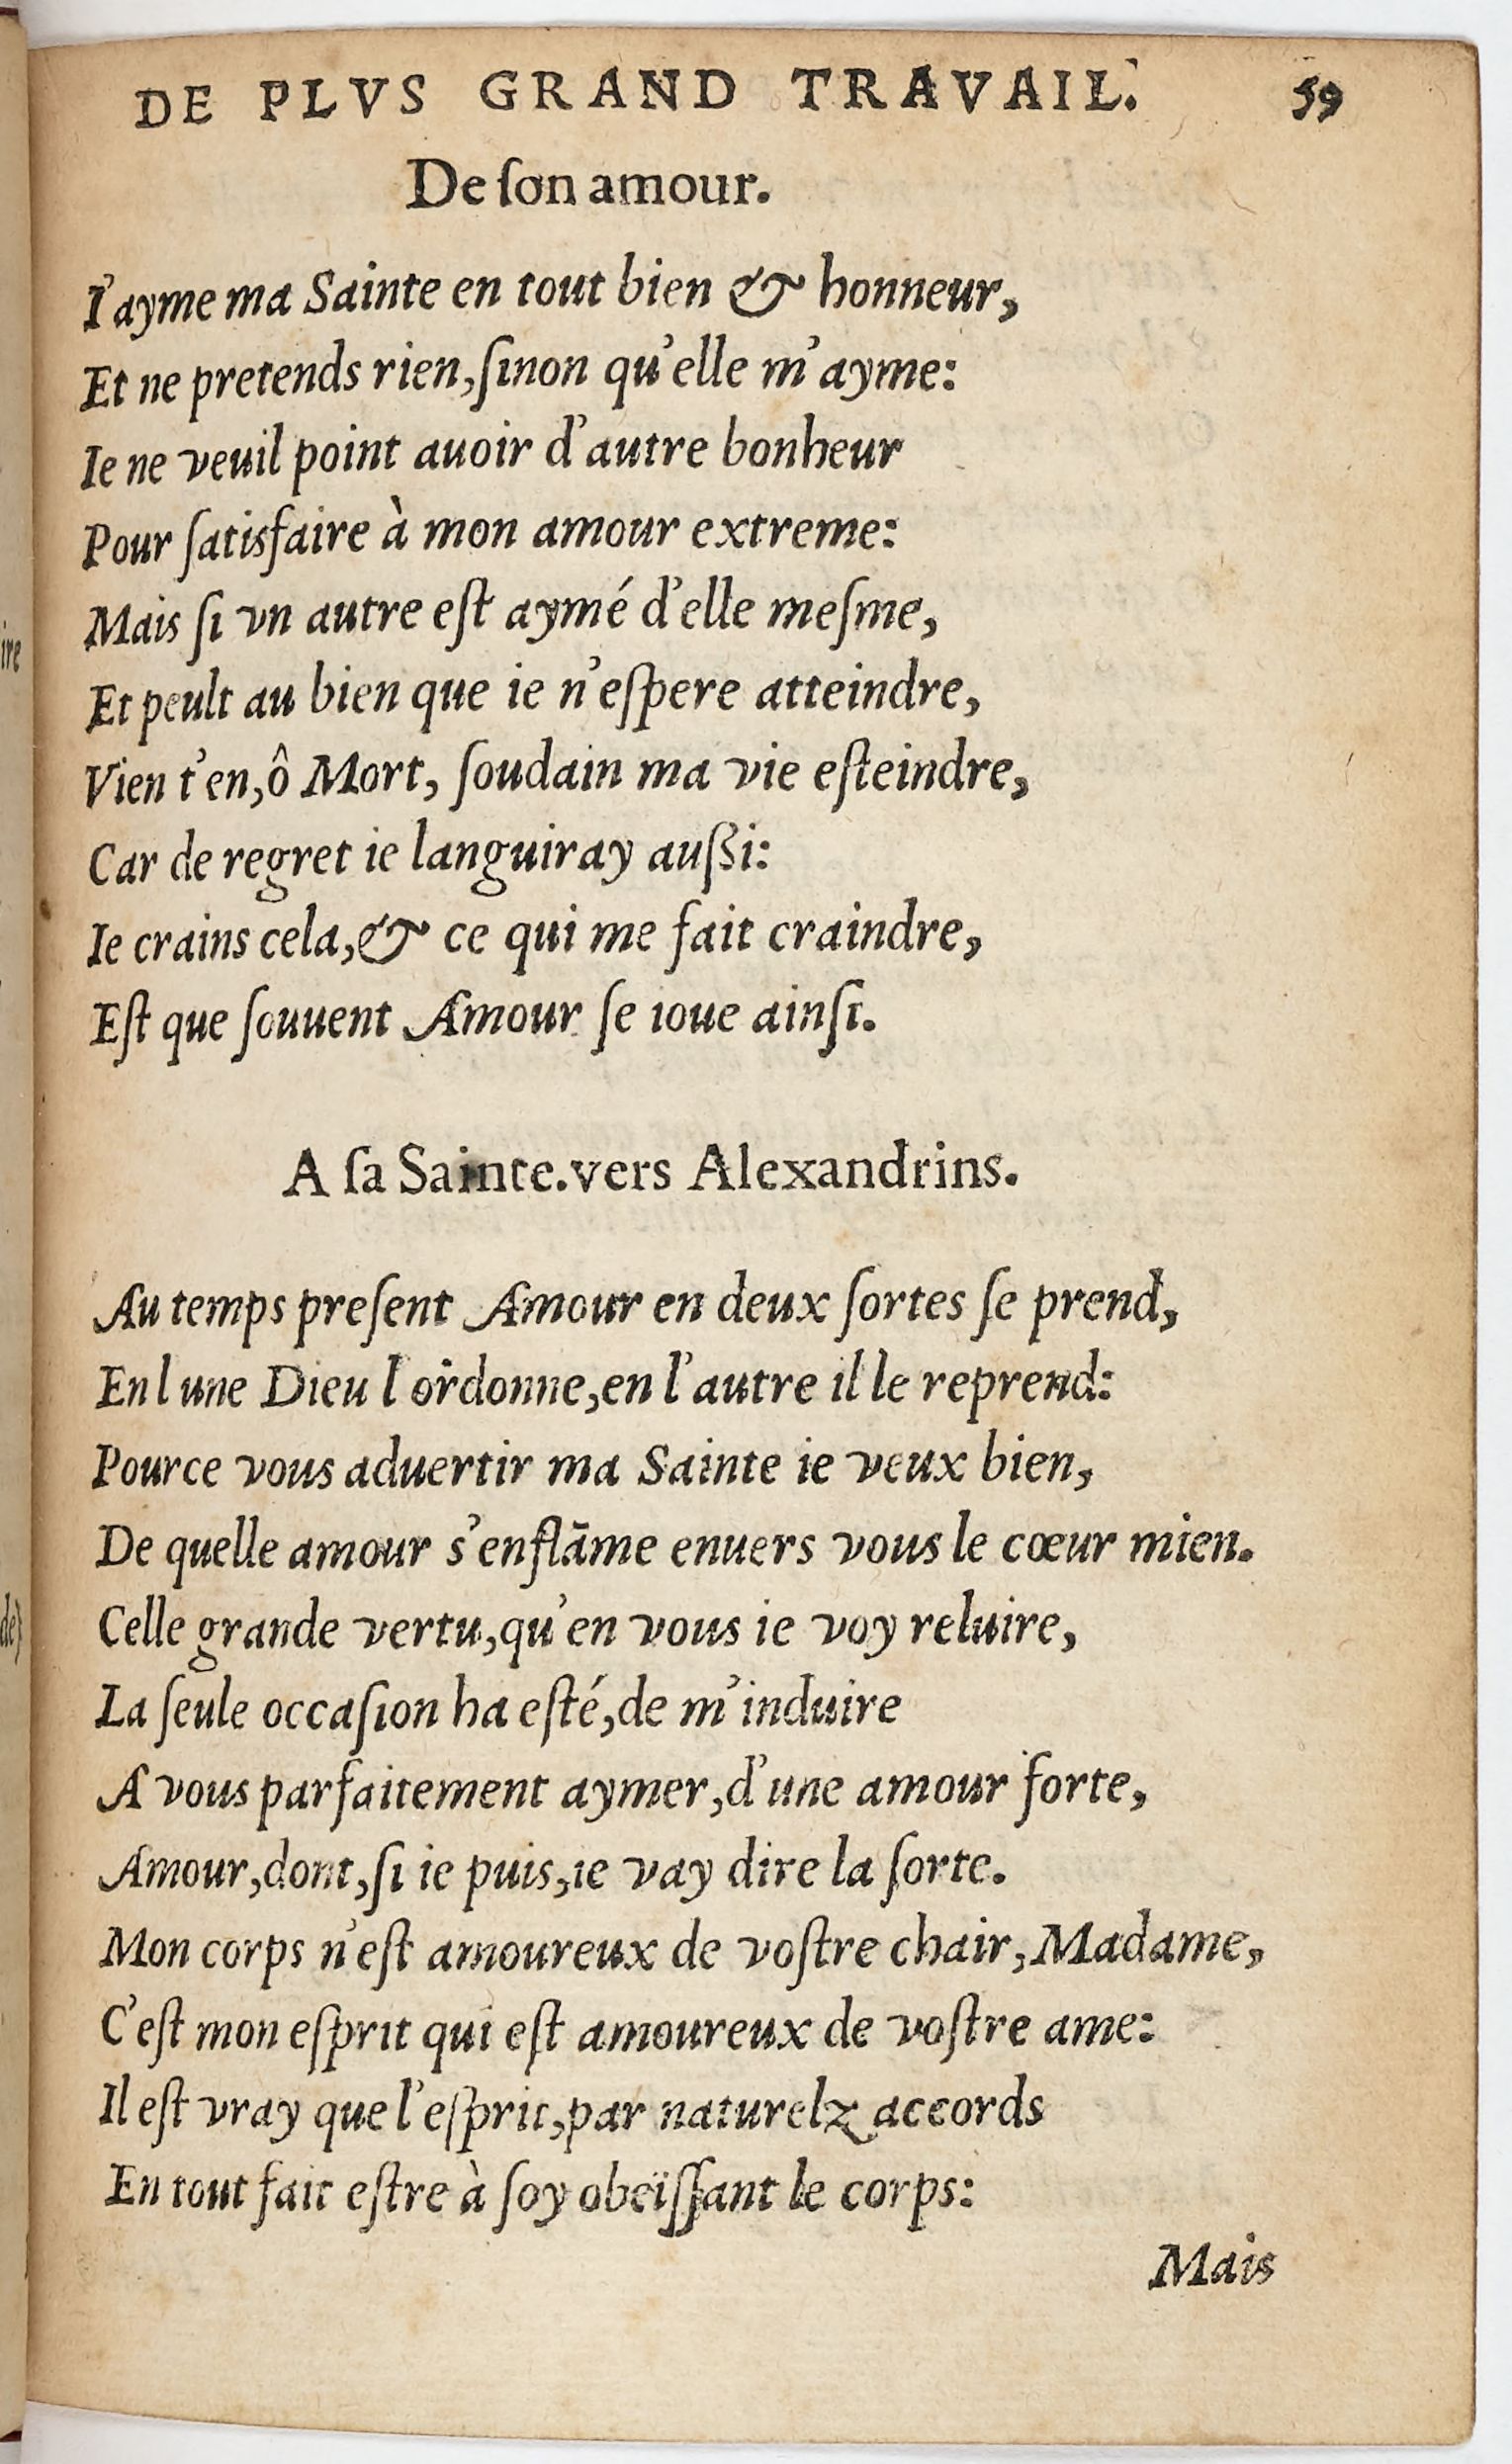 DE PLVS GRAND TRAVAIL. 59
De ſon amour.
I'ayme ma Sainte en tout bien & honneur,
Et ne pretends rien, ſinon qu'elle m'ayme:
Ie ne veuil point auoir d'autre bonheur
Pour ſatisfaire à mon amour extreme:
Mais ſi vn autre eſt aymé d'elle meſme,
Et peult au bien que ie n'eſpere atteindre,
Vien t'en, ô Mort, ſoudain ma vie eſteindre,
Car de regret ie languiray auſſi:
Ie crains cela, & ce qui me fait craindre,
Eſt que ſouuent Amour ſe ioue ainſi.
A ſa Sainte. vers Alexandrins.
Au temps preſent Amour en deux ſortes ſe prend,
En l'une Dieu l'ordonne, en l'autre il le reprend:
Pource vous aduertir ma Sainte ie veux bien,
De quelle amour s'enflāme enuers vous le cœur mien.
Celle grande vertu, qu'en vous ie voy reluire,
La ſeule occaſion ha eſté, de m'induire
A vous parfaitement aymer, d'une amour forte,
Amour, dont, ſi ie puis, ie vay dire la ſorte.
Mon corps n'eſt amoureux de voſtre chair, Madame,
C'eſt mon eſprit qui eſt amoureux de voſtre ame:
Il eſt vray que l'eſprit, par naturelz accords
En tout fait eſtre à ſoy obeïſſant le corps:
Mais